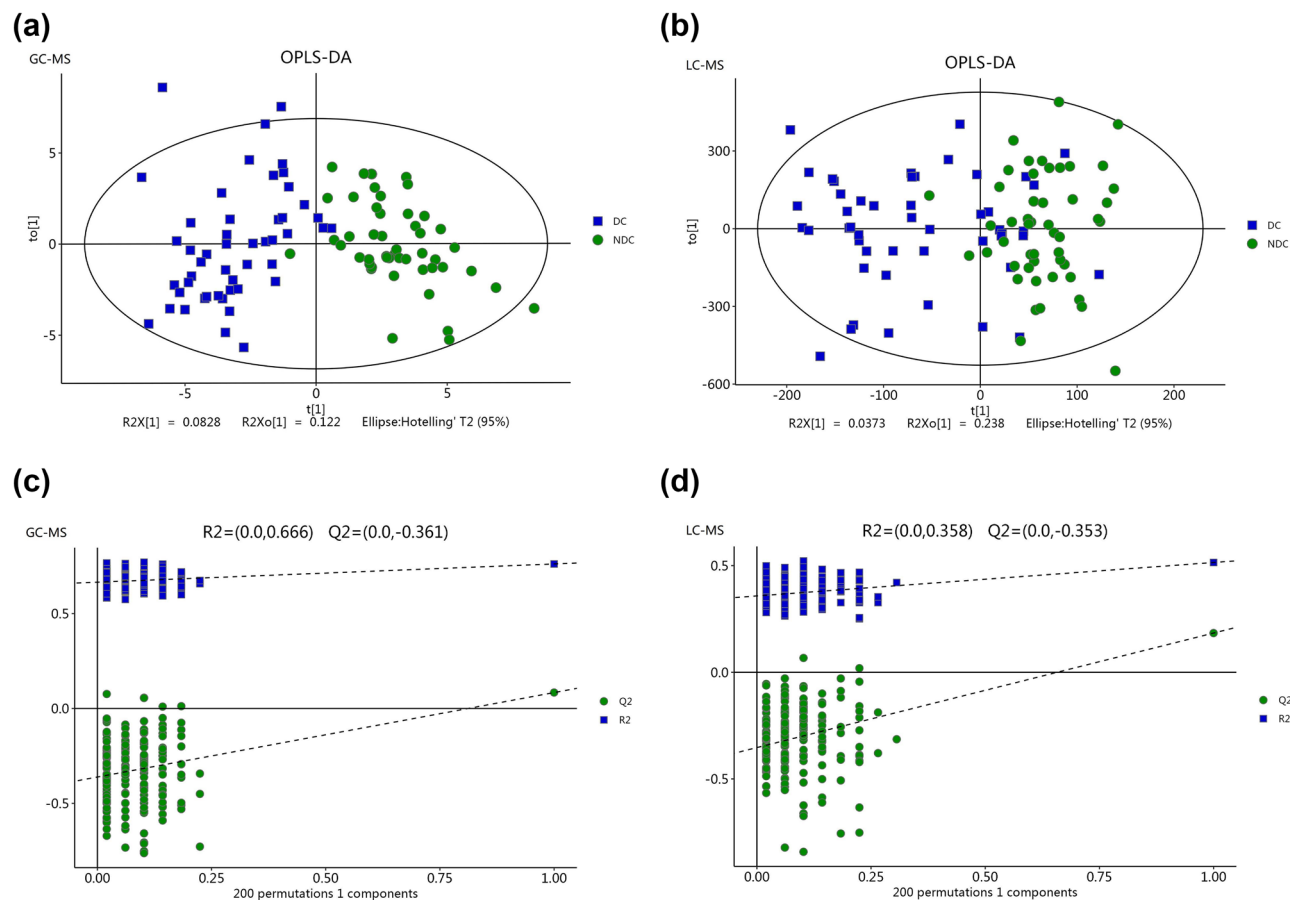 (a)
GC-MS
OPLS-DA
to[1]
5
0
-5
-5
0
5
t[1]
R2X[1] = 0.0828 R2Xo[1] = 0.122 Ellipse:Hotelling' T2 (95%)
DC
NDC
(b)
LC-MS
OPLS-DA
to[1]
300
0
-300
-600
-200
-100
0
100
200
t[1]
R2X[1] = 0.0373 R2Xo[1] = 0.238 Ellipse:Hotelling' T2 (95%)
DC
NDC
(c)
GC-MS
R2=(0.0,0.666) Q2=(0.0,-0.361)
0.5
0.0
-0.5
0.00
0.25
0.50
0.75
1.00
200 permutations 1 components
Q2
R2
(d)
LC-MS
R2=(0.0,0.358) Q2=(0.0,-0.353)
0.5
0.0
-0.5
0.00
0.25
0.50
0.75
1.00
200 permutations 1 components
Q2
R2